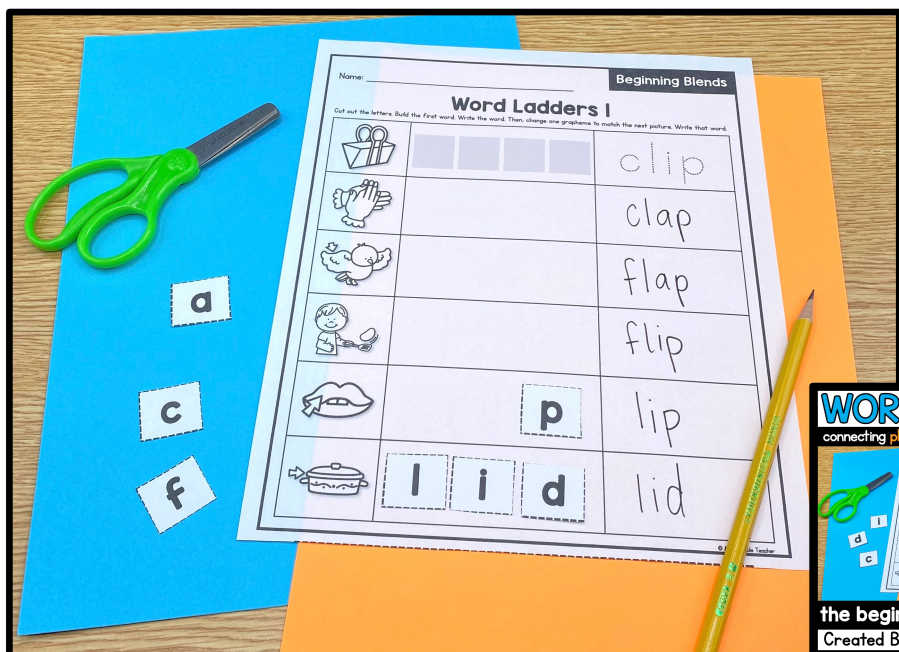 Name:
Beginning Blends
Word Ladders 1
Cut out the letters. Build the first word. Write the word. Then, change one grapheme to match the next picture. Write that word.
clip
clap
flap
flip
p
lip
l i d
lid
a
c
f
WOR
connecting
i
d
c
the begin
Created B